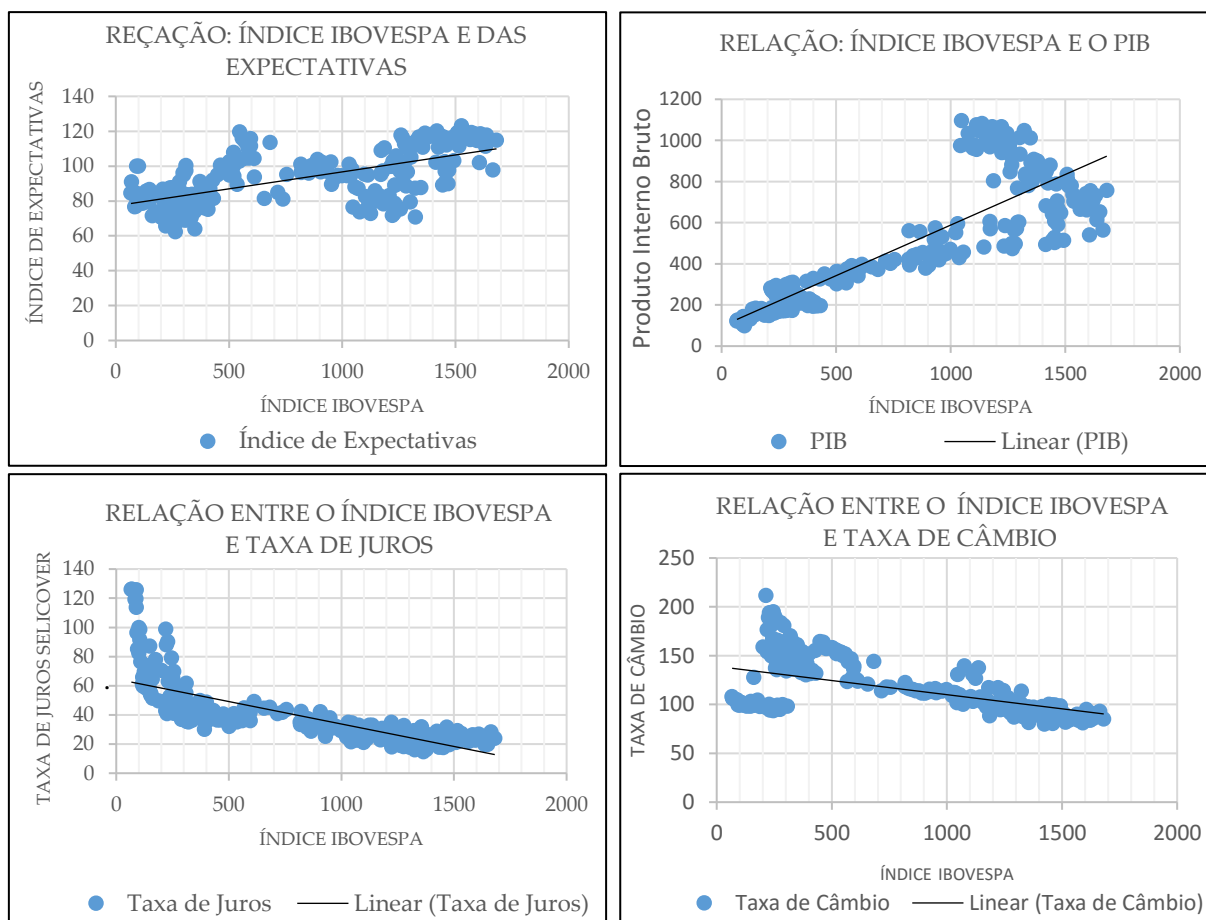 REÇAÇÃO: ÍNDICE IBOVESPA E DAS
EXPECTATIVAS
ÍNDICE DE EXPECTATIVAS
140
120
100
80
60
40
20
0
0 500 1000 1500 2000
ÍNDICE IBOVESPA
Índice de Expectativas
RELAÇÃO: ÍNDICE IBOVESPA E O PIB
Produto Interno Bruto
1200
1000
800
600
400
200
0
0 500 1000 1500 2000
ÍNDICE IBOVESPA
PIB Linear (PIB)
RELAÇÃO ENTRE O ÍNDICE IBOVESPA
E TAXA DE JUROS
TAXA DE JUROS SELICOVER
140
120
100
80
60
40
20
0
0 500 1000 1500 2000
ÍNDICE IBOVESPA
Taxa de Juros Linear (Taxa de Juros)
RELAÇÃO ENTRE O ÍNDICE IBOVESPA
E TAXA DE CÂMBIO
TAXA DE CÂMBIO
250
200
150
100
50
0
0 500 1000 1500 2000
ÍNDICE IBOVESPA
Taxa de Câmbio Linear (Taxa de Câmbio)